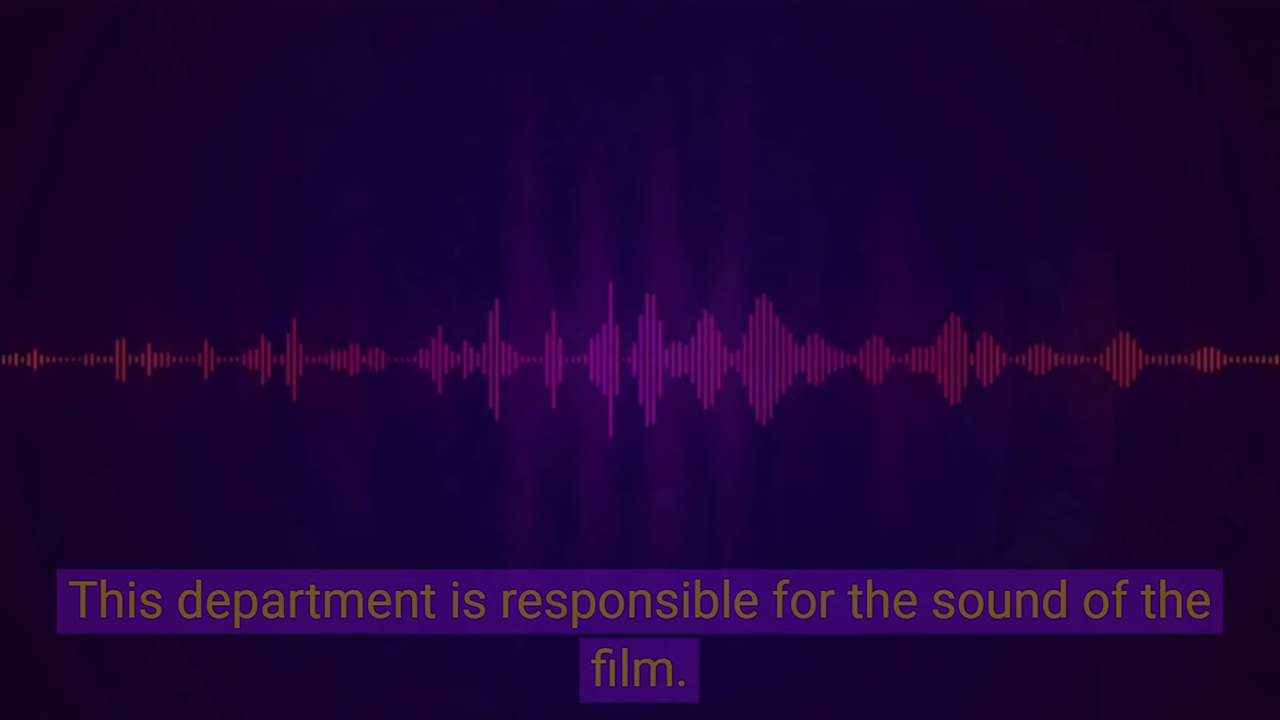 This department is responsible for the sound of the
film.